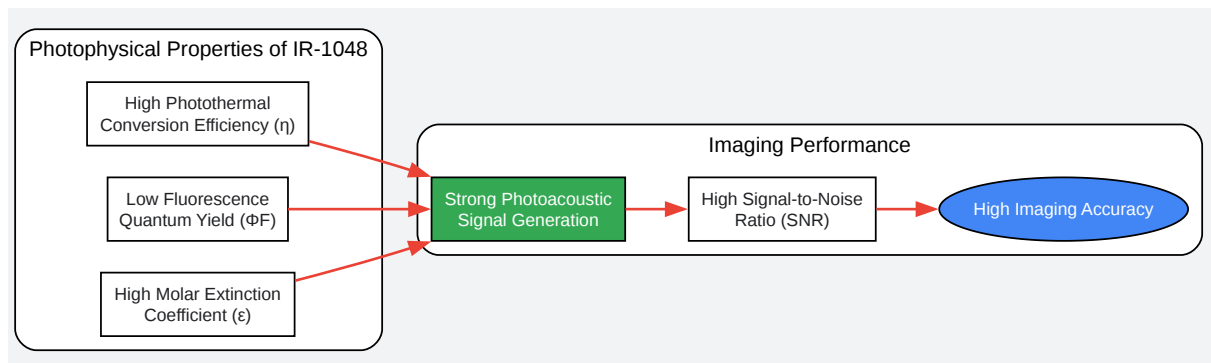 Photophysical Properties of IR-1048
High Photothermal
Conversion Efficiency (η)
Low Fluorescence
Quantum Yield (ΦF)
High Molar Extinction
Coefficient (ε)
Imaging Performance
Strong Photoacoustic
Signal Generation
High Signal-to-Noise
Ratio (SNR)
High Imaging Accuracy